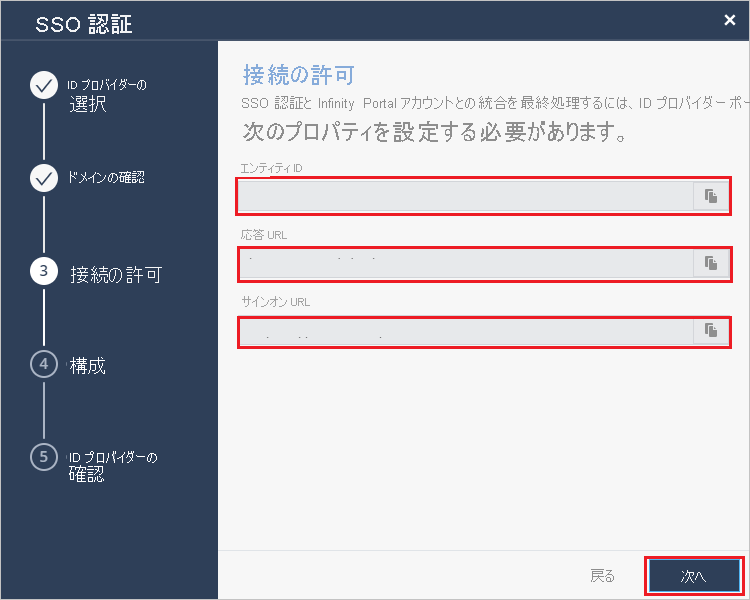 SSO 認証
ID プロバイダーの
選択
ドメインの確認
3
接続の許可
4
構成
5
ID プロバイダーの
確認
接続の許可
SSO 認証と Infinity Portal アカウントとの統合を最終処理するには、ID プロバイダー ポー
次のプロパティを設定する必要があります。
エンティティ ID
応答 URL
サインオン URL
戻る
次へ